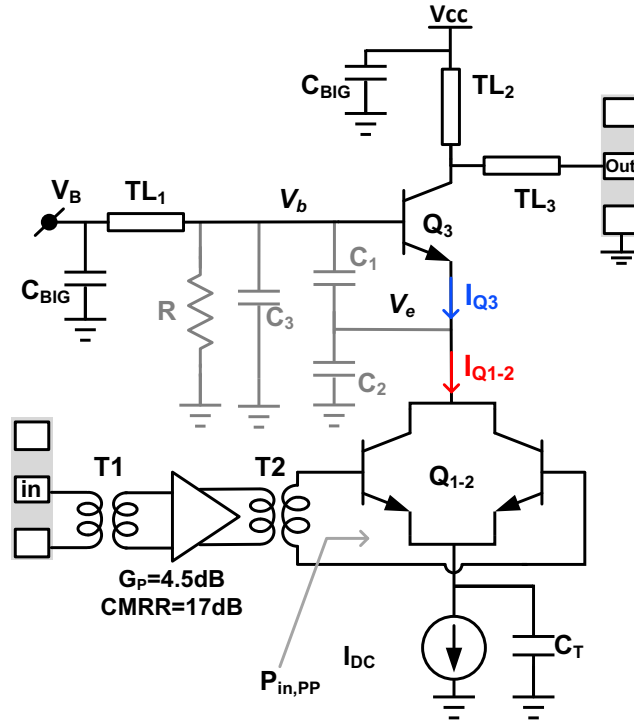 Vcc
CBIG
TL2
Out
TL3
VB
TL1
Vb
Q3
CBIG
R
C3
C1
C2
Ve
IQ3
IQ1-2
in
T1
T2
Q1-2
GP=4.5dB
CMRR=17dB
Pin,PP
IDC
CT